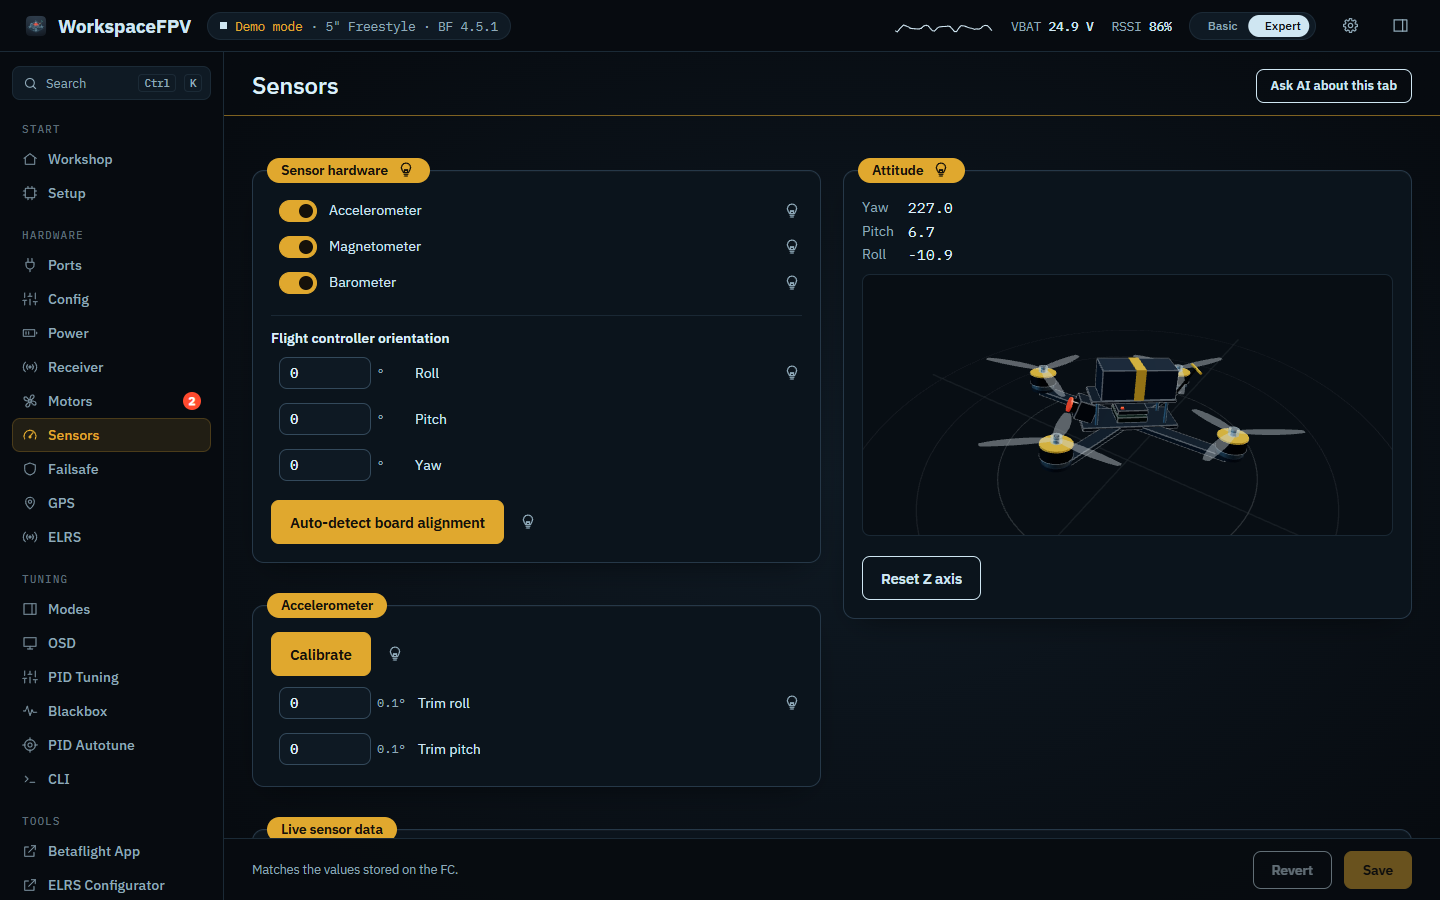 WorkspaceFPV
Demo mode · 5" Freestyle · BF 4.5.1
VBAT 24.9 V
RSSI 86%
Basic
Expert
Search
Ctrl
K
START
Workshop
Setup
HARDWARE
Ports
Config
Power
Receiver
Motors
2
Sensors
Failsafe
GPS
ELRS
TUNING
Modes
OSD
PID Tuning
Blackbox
PID Autotune
CLI
TOOLS
Betaflight App
ELRS Configurator
Sensors
Ask AI about this tab
Sensor hardware
Accelerometer
Magnetometer
Barometer
Flight controller orientation
0 ° Roll
0 ° Pitch
0 ° Yaw
Auto-detect board alignment
Accelerometer
Calibrate
0 0.1° Trim roll
0 0.1° Trim pitch
Live sensor data
Attitude
Yaw 227.0
Pitch 6.7
Roll -10.9
Reset Z axis
Matches the values stored on the FC.
Revert
Save